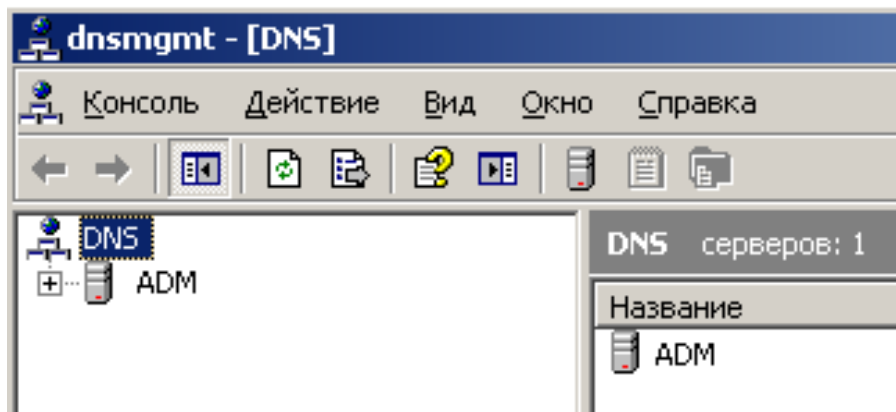 dnsmgmt - [DNS]
Консоль Действие Вид Окно Справка
DNS
ADM
DNS серверов: 1
Название
ADM